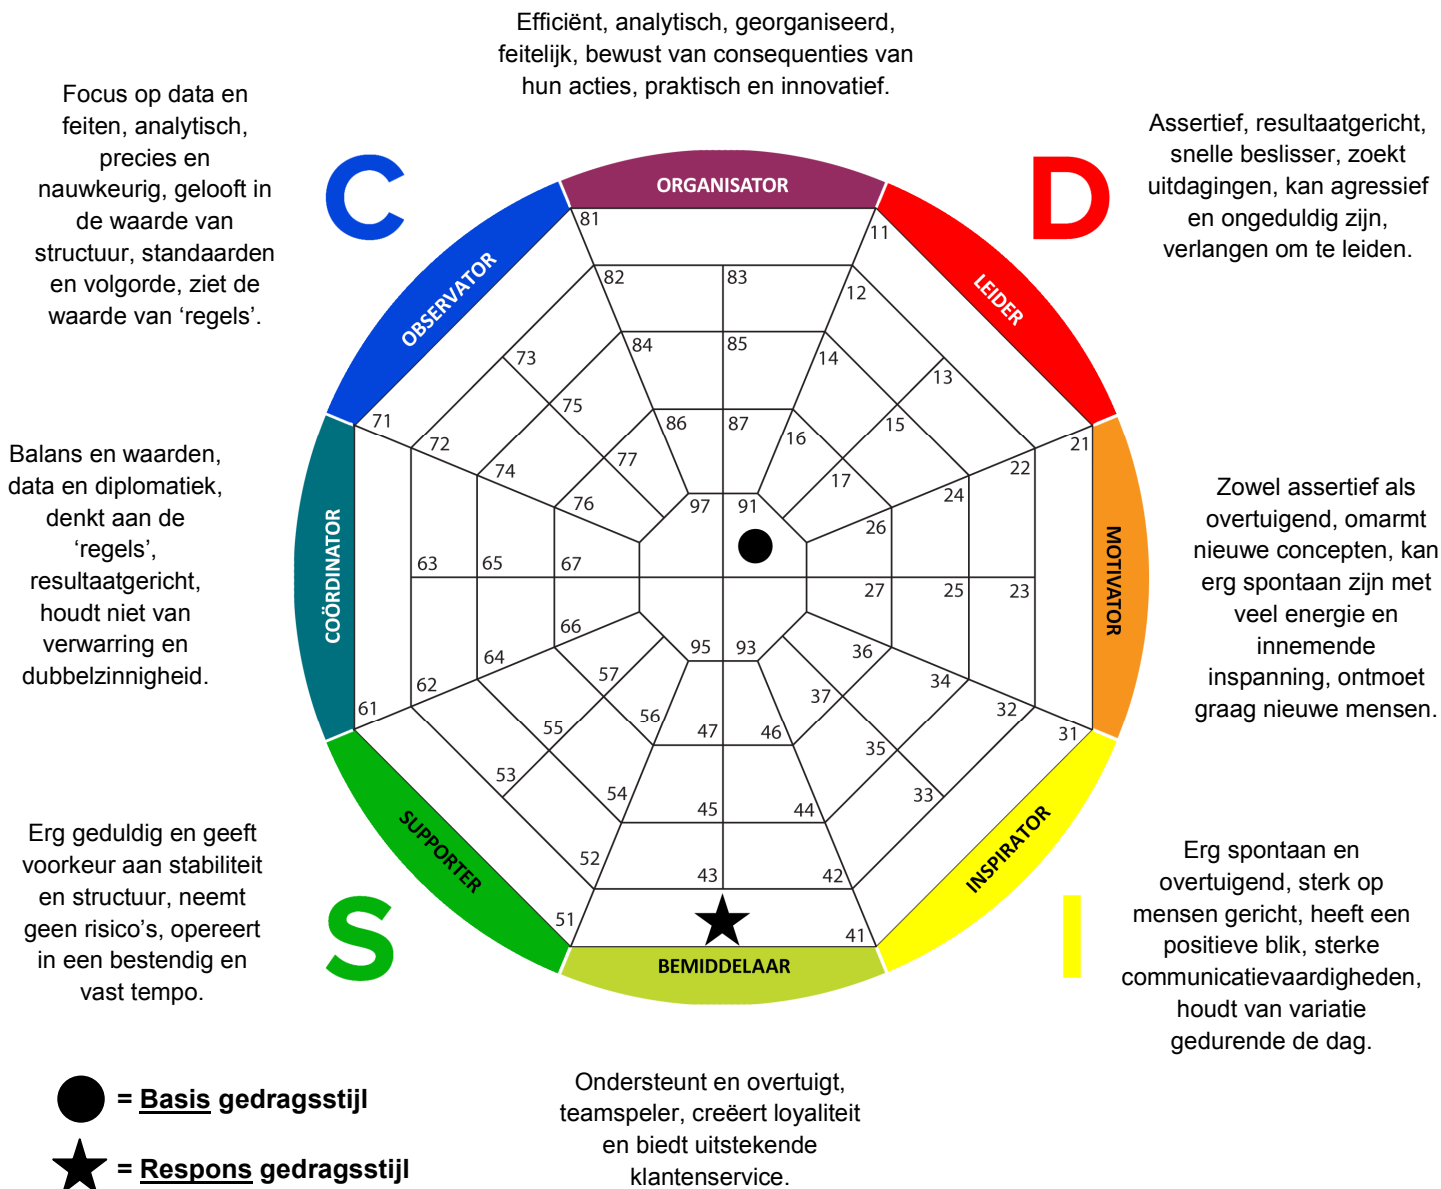 Efficiënt, analytisch, georganiseerd,
feitelijk, bewust van consequenties van
hun acties, praktisch en innovatief.
Focus op data en
feiten, analytisch,
precies en
nauwkeurig, gelooft in
de waarde van
structuur, standaarden
en volgorde, ziet de
waarde van ‘regels’.
Assertief, resultaatgericht,
snelle beslisser, zoekt
uitdagingen, kan agressief
en ongeduldig zijn,
verlangen om te leiden.
C
D
ORGANISATOR
OBSERVATOR
LEIDER
81
11
82
83
12
84
85
14
73
13
75
15
71
72
74
86
87
16
77
17
76
97
91
26
24
22
21
Balans en waarden,
data en diplomatiek,
denkt aan de
‘regels’,
resultaatgericht,
houdt niet van
verwarring en
dubbelzinnigheid.
COÖRDINATOR
MOTIVATOR
Zowel assertief als
overtuigend, omarmt
nieuwe concepten, kan
erg spontaan zijn met
veel energie en
innemende
inspanning, ontmoet
graag nieuwe mensen.
63
65
67
27
25
23
66
64
62
61
95
93
36
34
32
31
57
37
56
47
46
55
35
53
33
54
45
44
52
43
42
51
41
SUPPORTER
INSPIRATOR
BEMIDDELAAR
S
I
Erg geduldig en geeft
voorkeur aan stabiliteit
en structuur, neemt
geen risico’s, opereert
in een bestendig en
vast tempo.
Erg spontaan en
overtuigend, sterk op
mensen gericht, heeft een
positieve blik, sterke
communicatievaardigheden,
houdt van variatie
gedurende de dag.
Ondersteunt en overtuigt,
teamspeler, creëert loyaliteit
en biedt uitstekende
klantenservice.
= Basis gedragsstijl
= Respons gedragsstijl